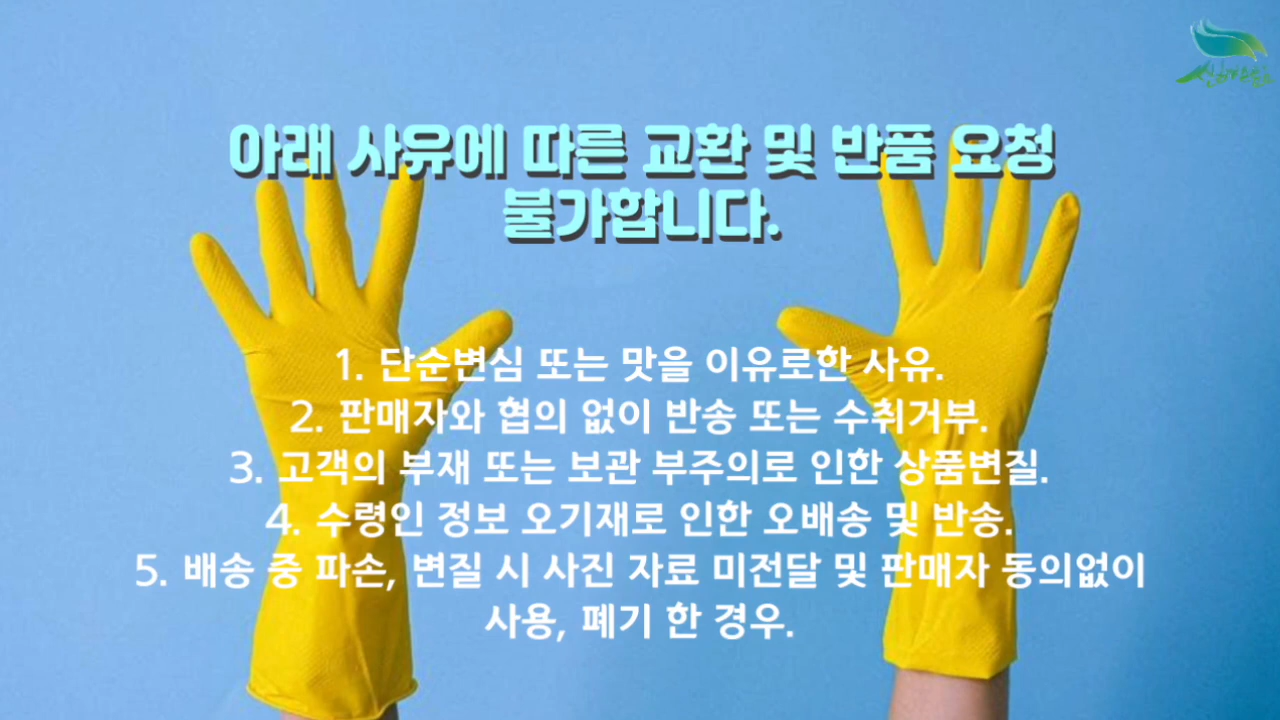 아래 사유에 따른 교환 및 반품 요청
불가합니다.
1. 단순변심 또는 맛을 이유로한 사유.
2. 판매자와 협의 없이 반송 또는 수취거부.
3. 고객의 부재 또는 보관 부주의로 인한 상품변질.
4. 수령인 정보 오기재로 인한 오배송 및 반송.
5. 배송 중 파손, 변질 시 사진 자료 미전달 및 판매자 동의없이
사용, 폐기 한 경우.